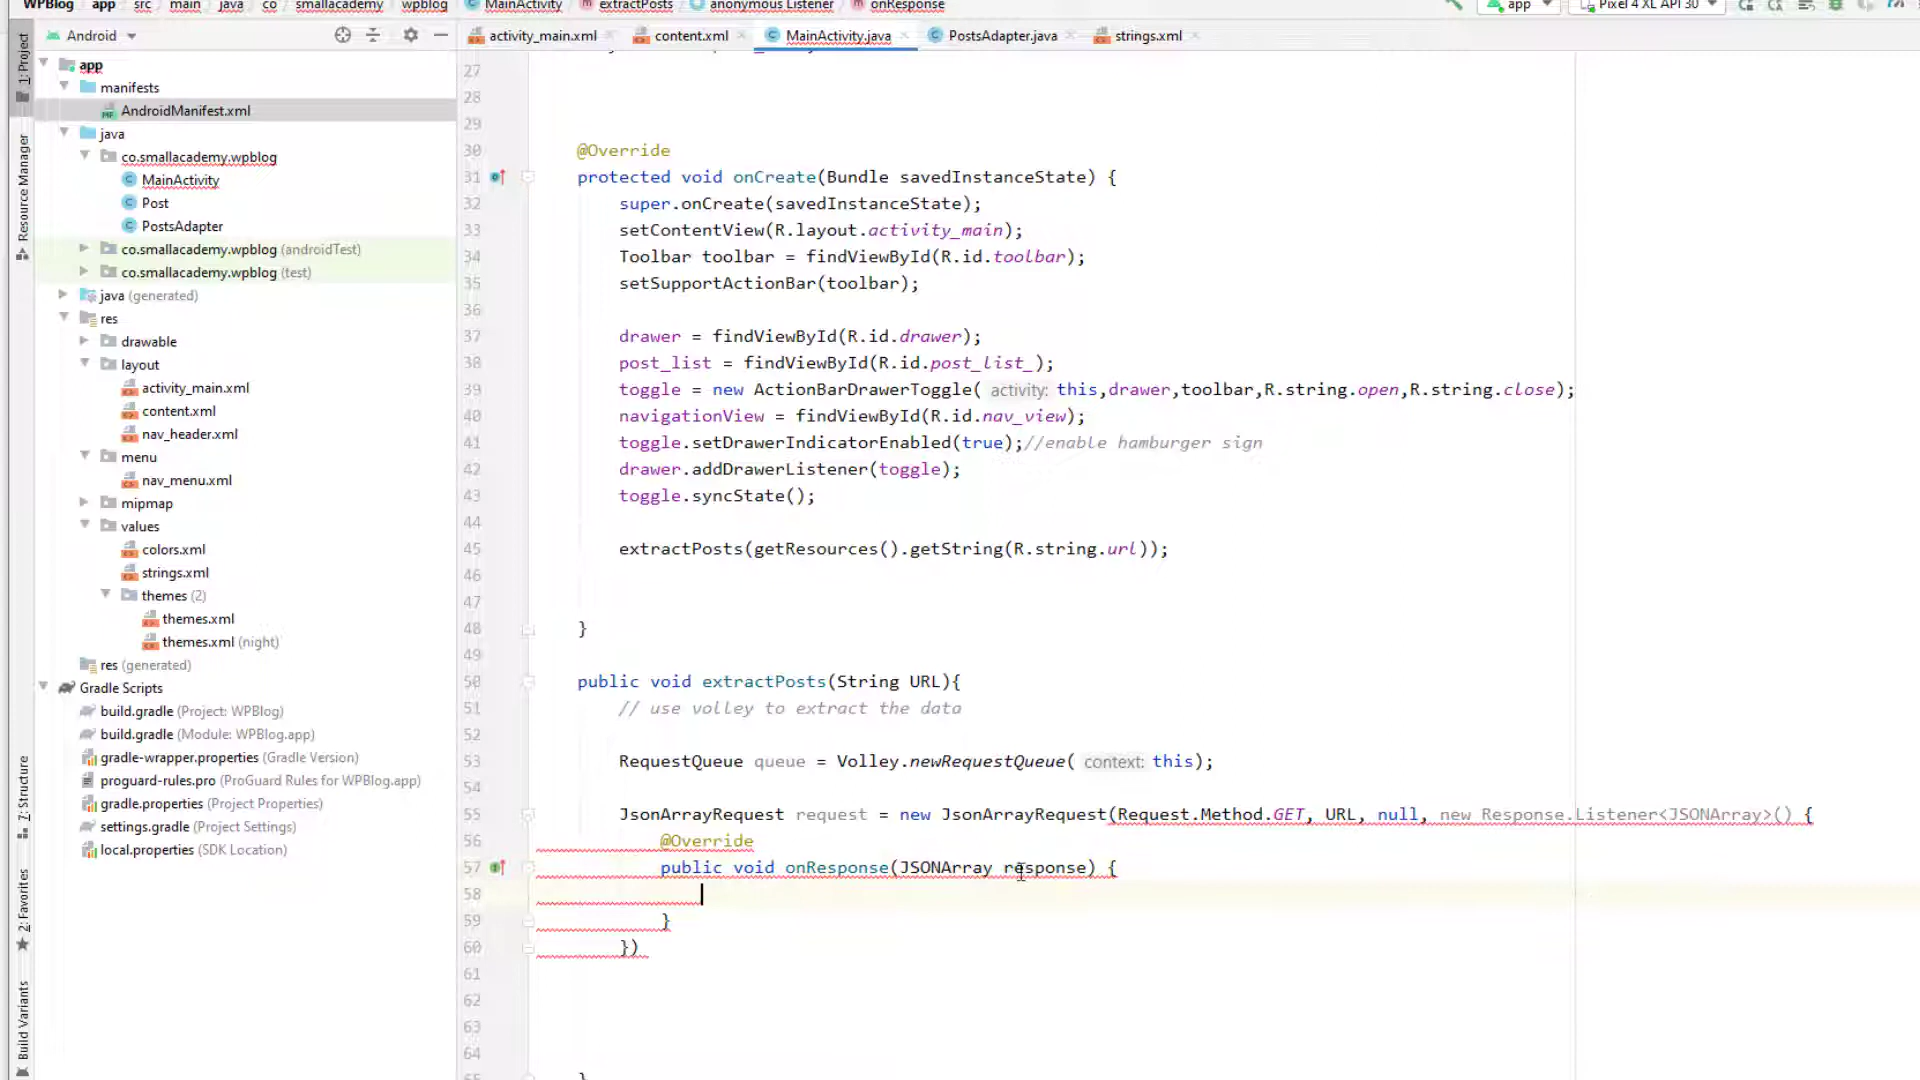 WPBlog app src main java co smallacademy wpblog MainActivity extractPosts anonymous Listener onResponse app Pixel 4 XL API 30
Android
activity_main.xml content.xml MainActivity.java PostsAdapter.java strings.xml
1: Project
Resource Manager
7: Structure
2: Favorites
Build Variants
app
manifests
AndroidManifest.xml
java
co.smallacademy.wpblog
MainActivity
Post
PostsAdapter
co.smallacademy.wpblog (androidTest)
co.smallacademy.wpblog (test)
java (generated)
res
drawable
layout
activity_main.xml
content.xml
nav_header.xml
menu
nav_menu.xml
mipmap
values
colors.xml
strings.xml
themes (2)
themes.xml
themes.xml (night)
res (generated)
Gradle Scripts
build.gradle (Project: WPBlog)
build.gradle (Module: WPBlog.app)
gradle-wrapper.properties (Gradle Version)
proguard-rules.pro (ProGuard Rules for WPBlog.app)
gradle.properties (Project Properties)
settings.gradle (Project Settings)
local.properties (SDK Location)
27
28
29
30 @Override
31 protected void onCreate(Bundle savedInstanceState) {
32 super.onCreate(savedInstanceState);
33 setContentView(R.layout.activity_main);
34 Toolbar toolbar = findViewById(R.id.toolbar);
35 setSupportActionBar(toolbar);
36
37 drawer = findViewById(R.id.drawer);
38 post_list = findViewById(R.id.post_list_);
39 toggle = new ActionBarDrawerToggle( activity: this,drawer,toolbar,R.string.open,R.string.close);
40 navigationView = findViewById(R.id.nav_view);
41 toggle.setDrawerIndicatorEnabled(true);//enable hamburger sign
42 drawer.addDrawerListener(toggle);
43 toggle.syncState();
44
45 extractPosts(getResources().getString(R.string.url));
46
47
48 }
49
50 public void extractPosts(String URL){
51 // use volley to extract the data
52
53 RequestQueue queue = Volley.newRequestQueue( context: this);
54
55 JsonArrayRequest request = new JsonArrayRequest(Request.Method.GET, URL, null, new Response.Listener<JSONArray>() {
56 @Override
57 public void onResponse(JSONArray response) {
58
59 }
60 })
61
62
63
64